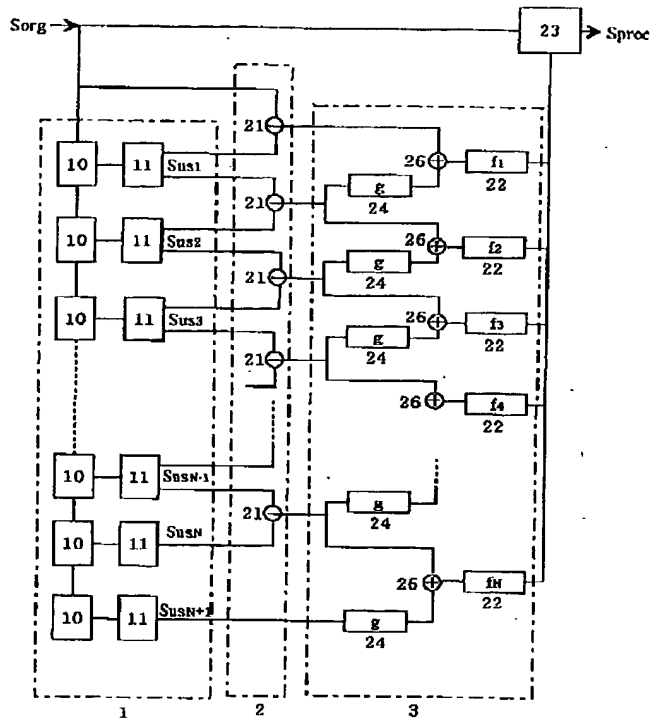 Sorg 23 Sproc
21
10 11 Sus1 26 f1
g 22
21 24
10 11 Sus2 26 f2
g 22
21 24
10 11 Sus3 26 f3
g 22
21 24
26 f4
22
10 11 SusN-1
g
21 24
10 11 SusN
26 fN
22
10 11 SusN+1 g
24
1 2 3